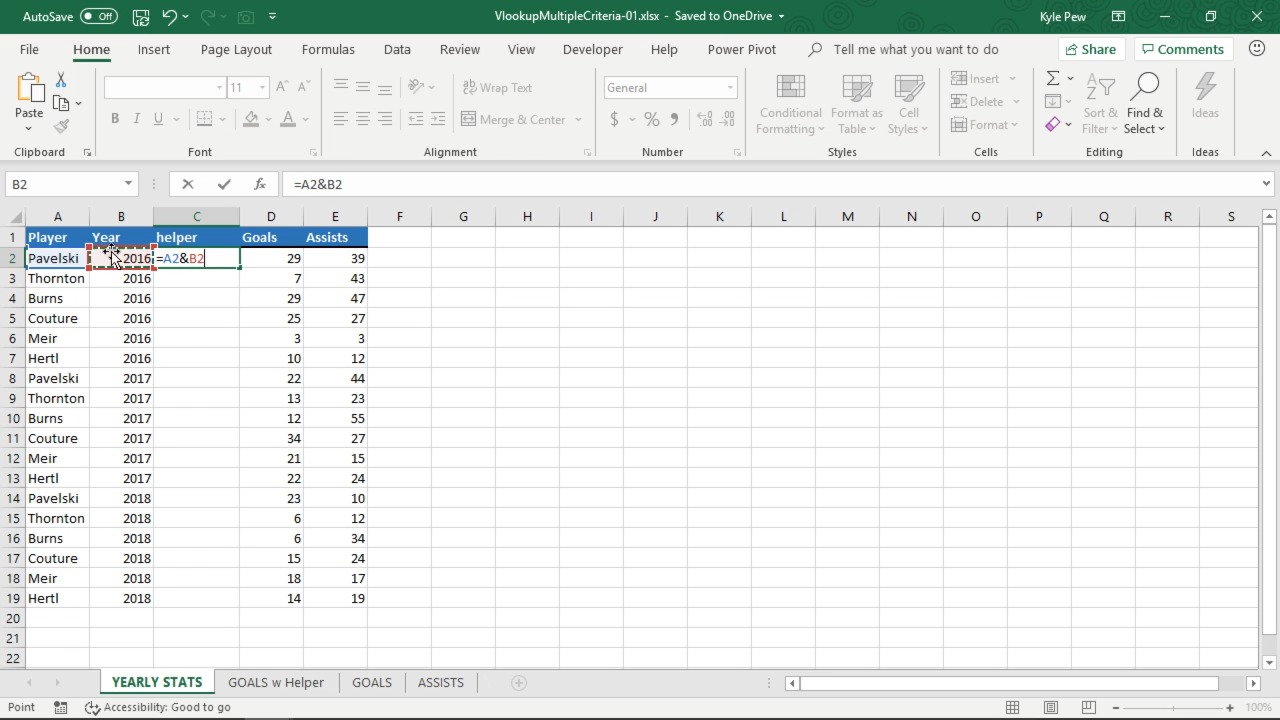 AutoSave Off VlookupMultipleCriteria-01.xlsx - Saved to OneDrive Kyle Pew
File Home Insert Page Layout Formulas Data Review View Developer Help Power Pivot Tell me what you want to do Share Comments
Paste
Clipboard
11
B I U A
Font
Wrap Text
Merge & Center
Alignment
General
$ % 9
Number
Conditional Formatting
Format as Table
Cell Styles
Styles
Insert
Delete
Format
Cells
Sort & Filter
Find & Select
Editing
Ideas
Ideas
B2 fx =A2&B2
A B C D E F G H I J K L M N O P Q R S
1 Player Year helper Goals Assists
2 Pavelski 2016 =A2&B2 29 39
3 Thornton 2016 7 43
4 Burns 2016 29 47
5 Couture 2016 25 27
6 Meir 2016 3 3
7 Hertl 2016 10 12
8 Pavelski 2017 22 44
9 Thornton 2017 13 23
10 Burns 2017 12 55
11 Couture 2017 34 27
12 Meir 2017 21 15
13 Hertl 2017 22 24
14 Pavelski 2018 23 10
15 Thornton 2018 6 12
16 Burns 2018 6 34
17 Couture 2018 15 24
18 Meir 2018 18 17
19 Hertl 2018 14 19
20
21
22
YEARLY STATS GOALS w Helper GOALS ASSISTS
Point Accessibility: Good to go 100%